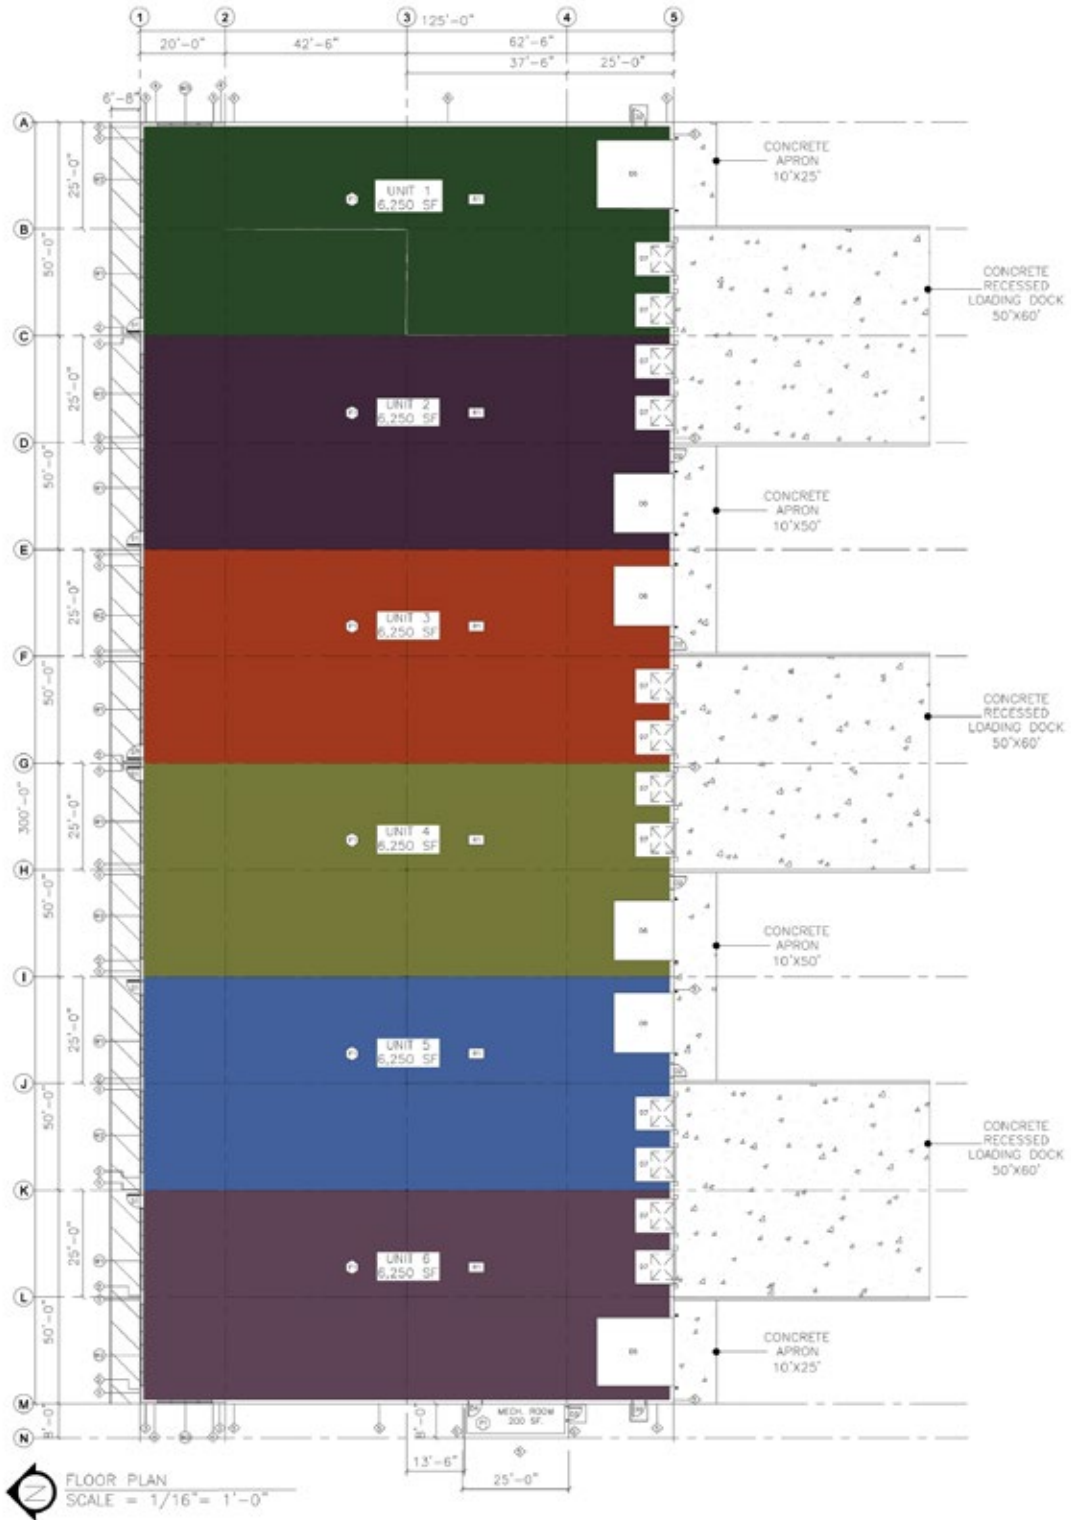 1 2 3 4 5
125'-0"
20'-0" 42'-6" 62'-6"
37'-6" 25'-0"
6'-8"
A
25'-0"
CONCRETE
APRON
10'X25'
UNIT 1
6,250 SF
B
50'-0"
CONCRETE
RECESSED
LOADING DOCK
50'X60'
C
25'-0"
UNIT 2
6,250 SF
D
50'-0"
CONCRETE
APRON
10'X50'
E
25'-0"
UNIT 3
6,250 SF
F
50'-0"
CONCRETE
RECESSED
LOADING DOCK
50'X60'
G
300'-0"
25'-0"
UNIT 4
6,250 SF
H
50'-0"
CONCRETE
APRON
10'X50'
I
25'-0"
UNIT 5
6,250 SF
J
50'-0"
CONCRETE
RECESSED
LOADING DOCK
50'X60'
K
25'-0"
UNIT 6
6,250 SF
L
50'-0"
CONCRETE
APRON
10'X25'
M
8'-0"
8'-0"
MECH. ROOM
200 SF.
N
13'-6"
25'-0"
N
FLOOR PLAN
SCALE = 1/16"= 1'-0"